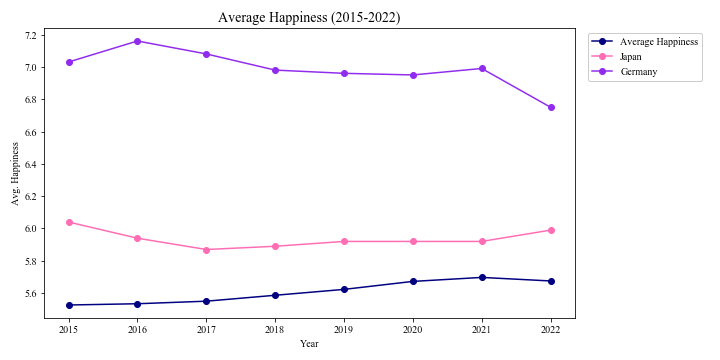 Average Happiness (2015-2022)
Average Happiness
Japan
Germany
Avg. Happiness
7.2
7.0
6.8
6.6
6.4
6.2
6.0
5.8
5.6
2015 2016 2017 2018 2019 2020 2021 2022
Year